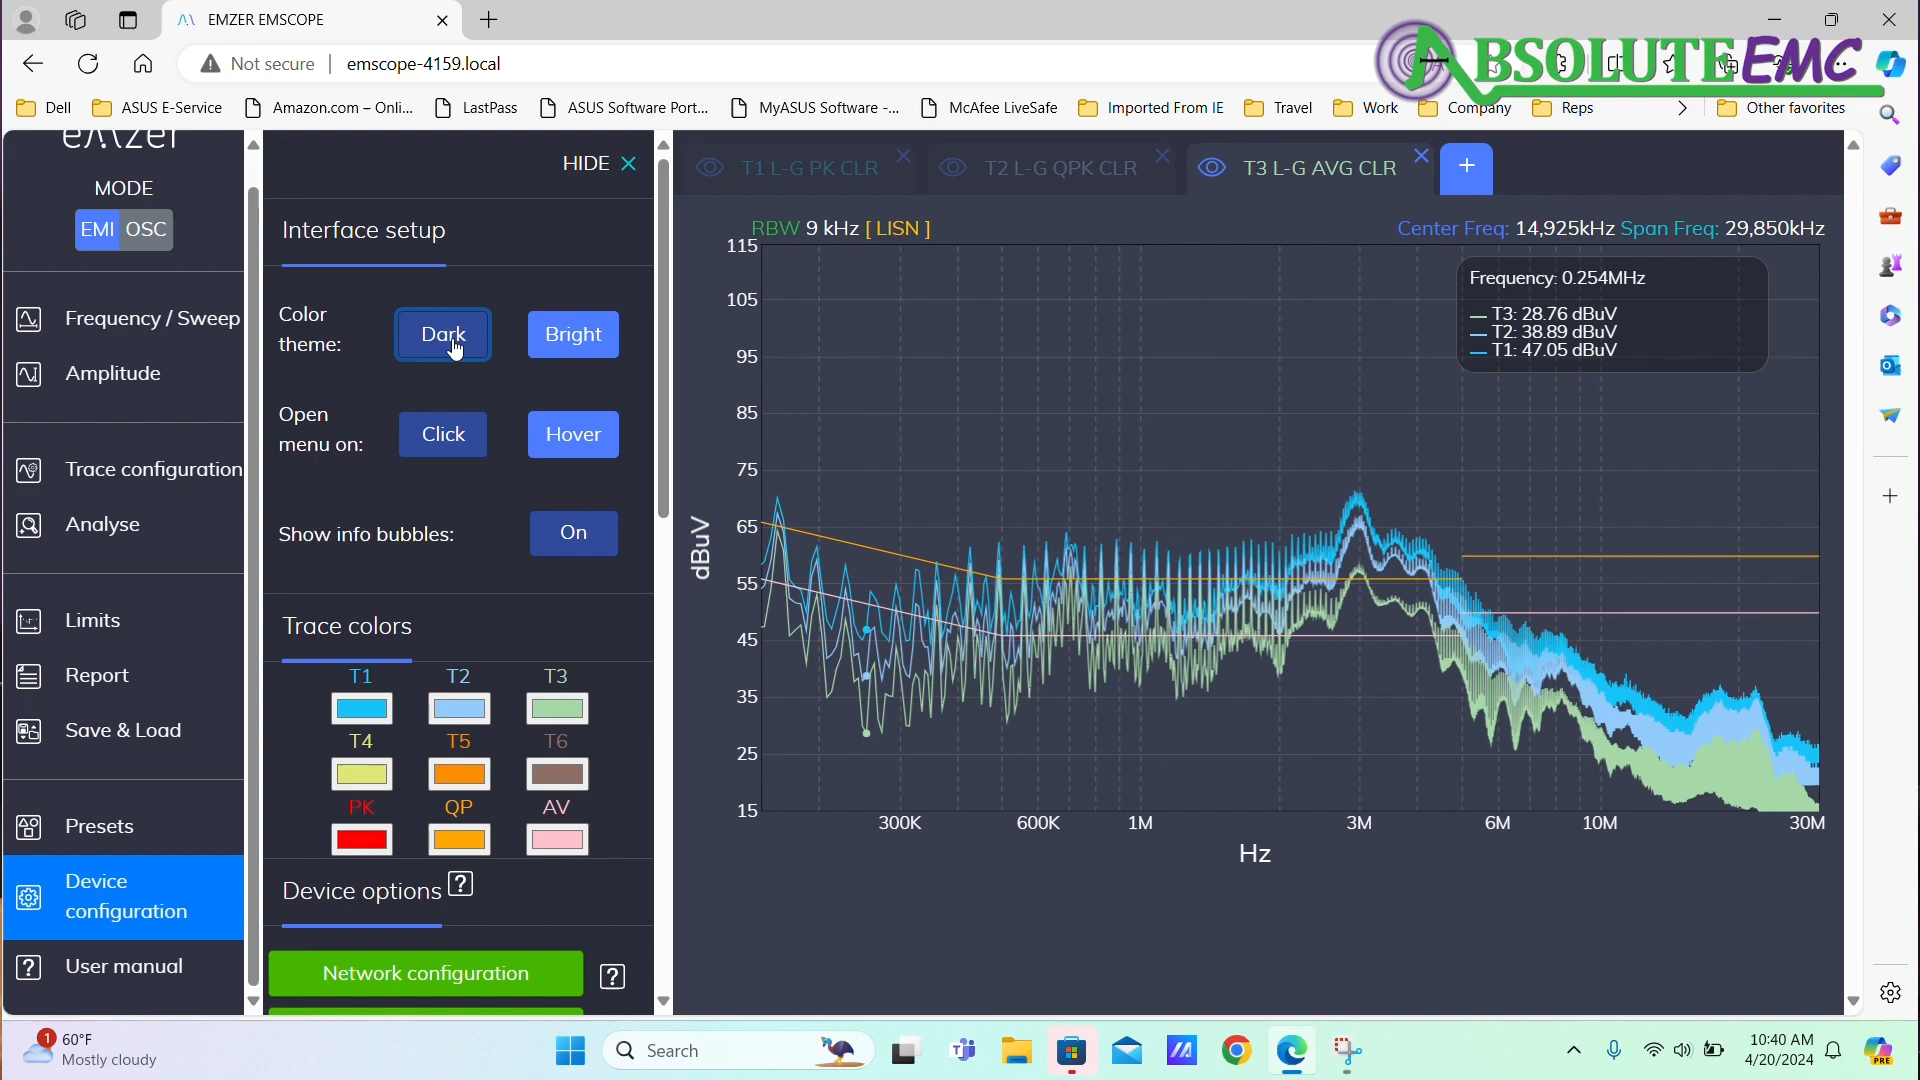 EMZER EMSCOPE
Not secure
emscope-4159.local
ABSOLUTE EMC
Dell
ASUS E-Service
Amazon.com – Onli...
LastPass
ASUS Software Port...
MyASUS Software -...
McAfee LiveSafe
Imported From IE
Travel
Work
Company
Reps
Other favorites
emzer
MODE
EMI OSC
Frequency / Sweep
Amplitude
Trace configuration
Analyse
Limits
Report
Save & Load
Presets
Device
configuration
User manual
HIDE
Interface setup
Color
theme:
Dark
Bright
Open
menu on:
Click
Hover
Show info bubbles:
On
Trace colors
T1 T2 T3
T4 T5 T6
PK QP AV
Device options ?
Network configuration ?
T1 L-G PK CLR
T2 L-G QPK CLR
T3 L-G AVG CLR
+
RBW 9 kHz [ LISN ]
Center Freq: 14,925kHz Span Freq: 29,850kHz
Frequency: 0.254MHz
T3: 28.76 dBuV
T2: 38.89 dBuV
T1: 47.05 dBuV
115
105
95
85
75
65
55
45
35
25
15
dBuV
300K 600K 1M 3M 6M 10M 30M
Hz
1
60°F
Mostly cloudy
Search
10:40 AM
4/20/2024
PRE